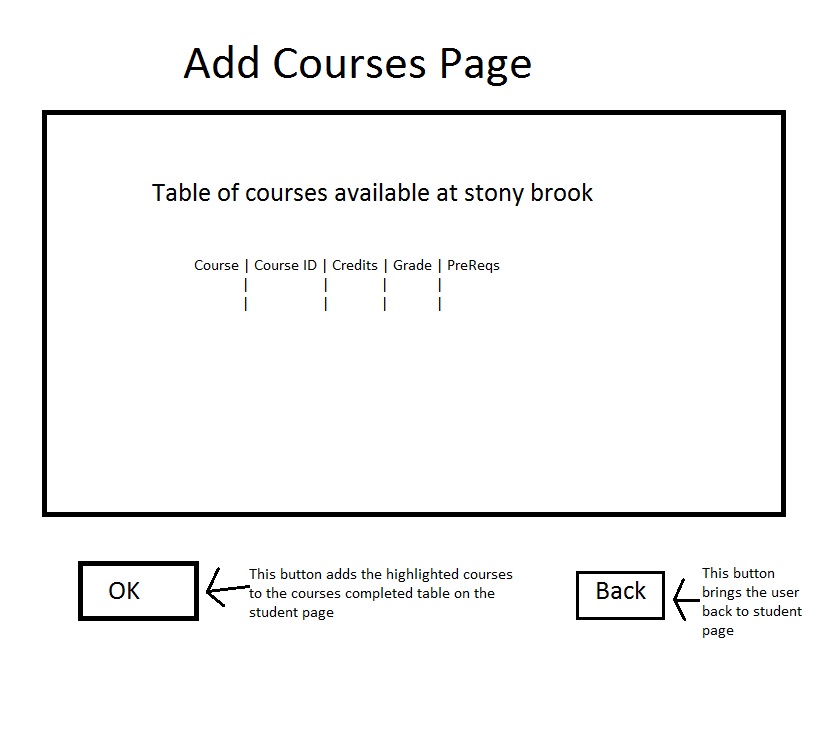 Add Courses Page
Table of courses available at stony brook
Course | Course ID | Credits | Grade | PreReqs
| | | |
| | | |
OK
This button adds the highlighted courses
to the courses completed table on the
student page
Back
This button
brings the user
back to student
page